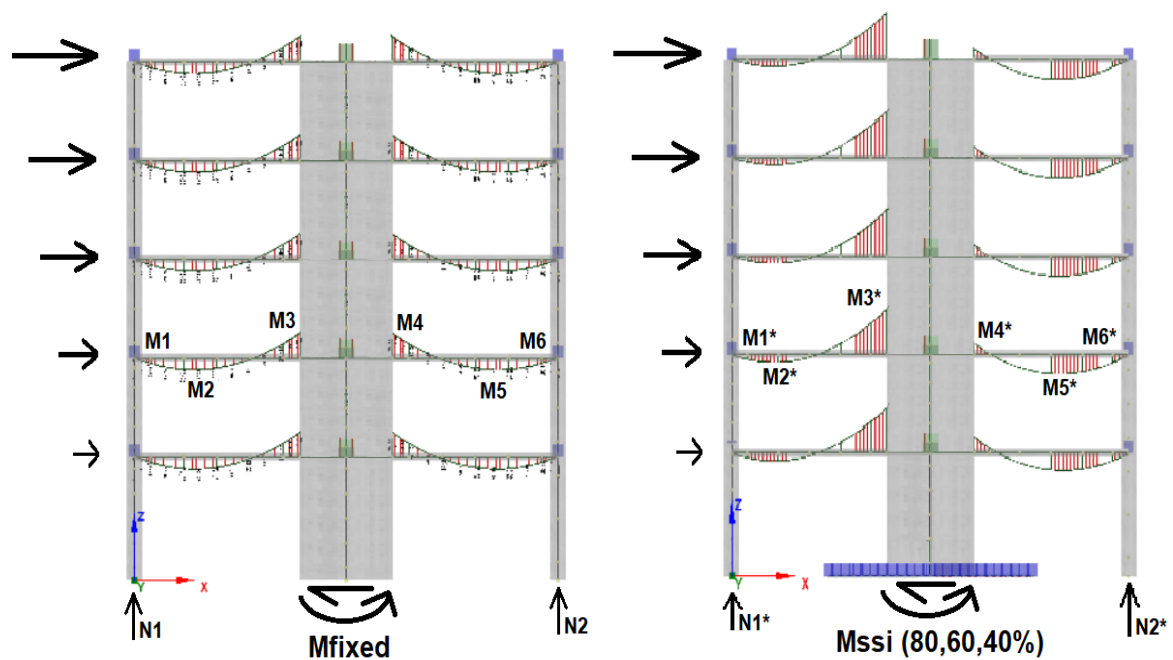 M3*
M1 M3 M4 M6
M1* M4* M6*
M2 M5
M2* M5*
Z
Z
Y X
Y X
N1 N2
N1* N2*
Mfixed
Mssi (80,60,40%)